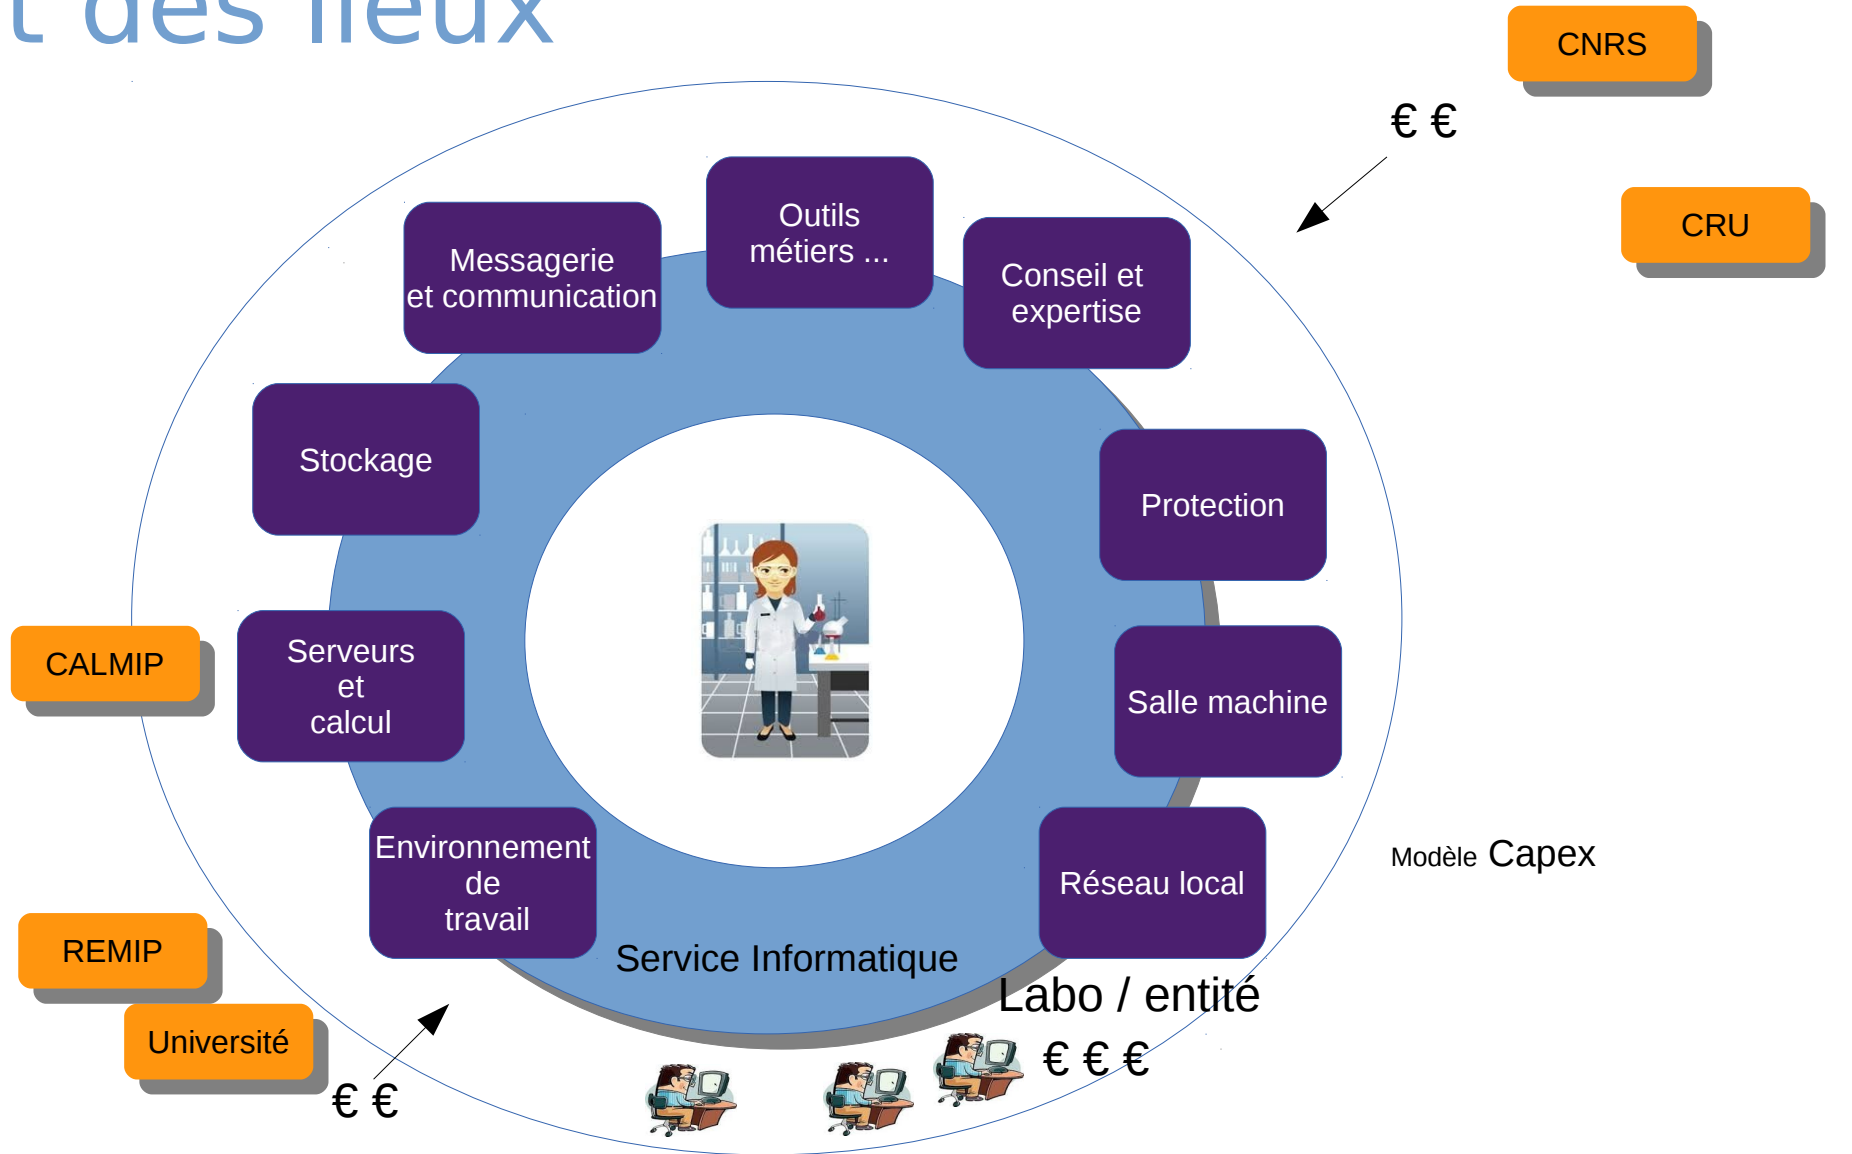 t des lieux
CNRS
€ €
CRU
Outils
métiers ...
Messagerie
et communication
Conseil et
expertise
Stockage
Protection
CALMIP
Serveurs
et
calcul
Salle machine
Environnement
de
travail
Réseau local
Modèle Capex
REMIP
Service Informatique
Labo / entité
Université
€ € €
€ €